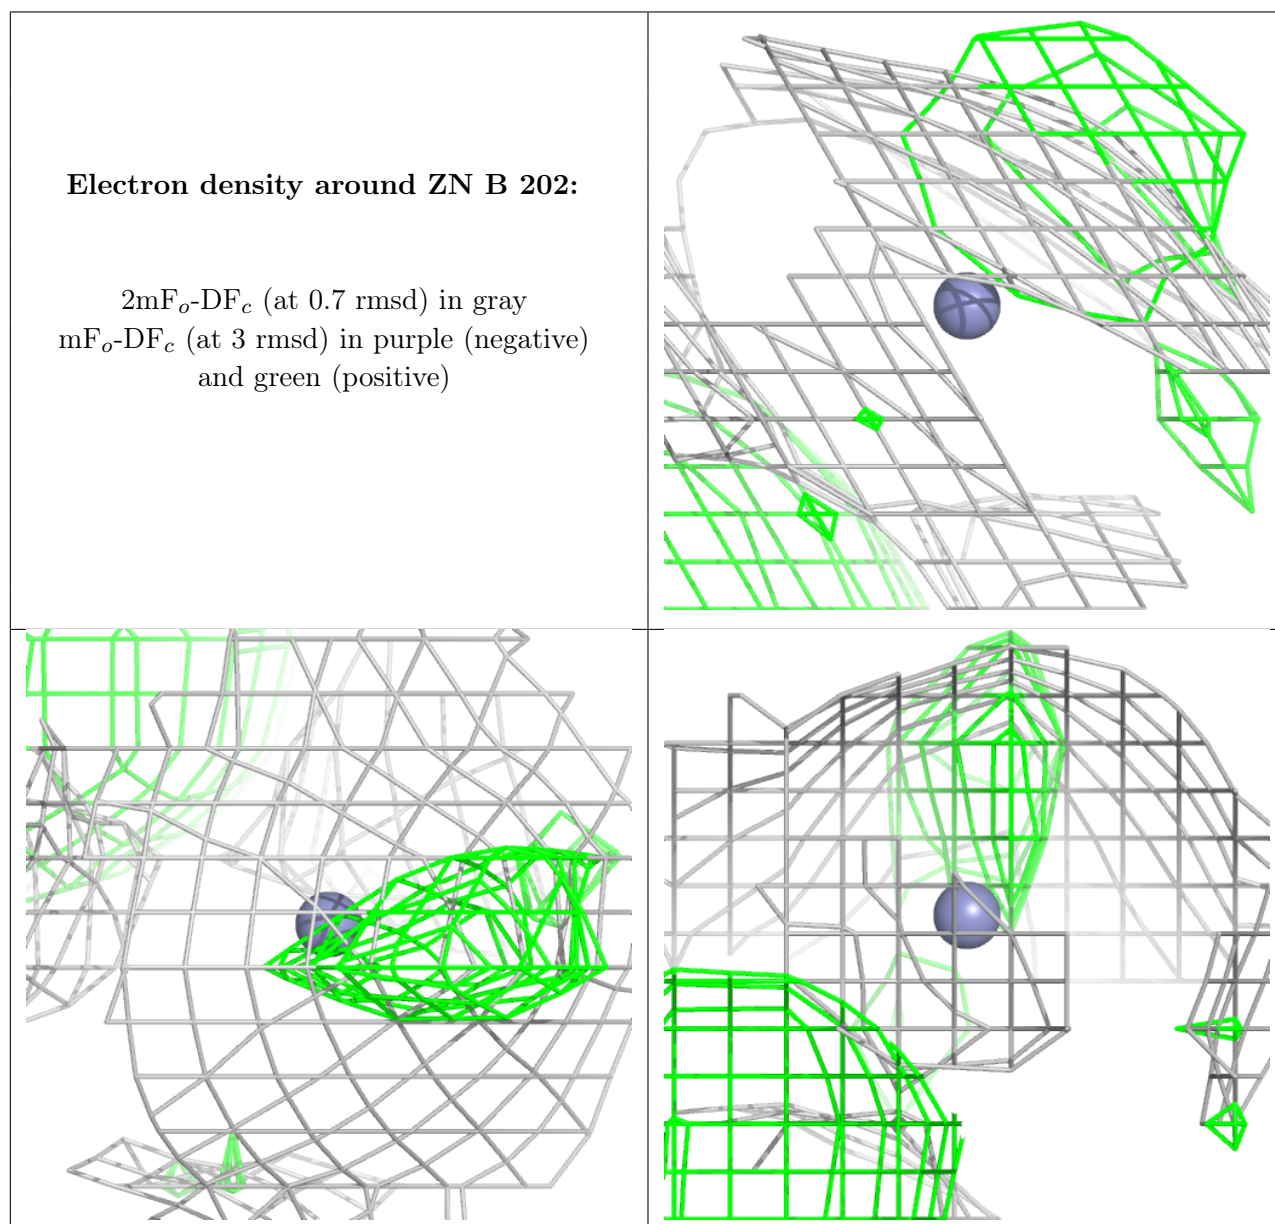 Electron density around ZN B 202:
2mFo-DFc (at 0.7 rmsd) in gray
mFo-DFc (at 3 rmsd) in purple (negative)
and green (positive)